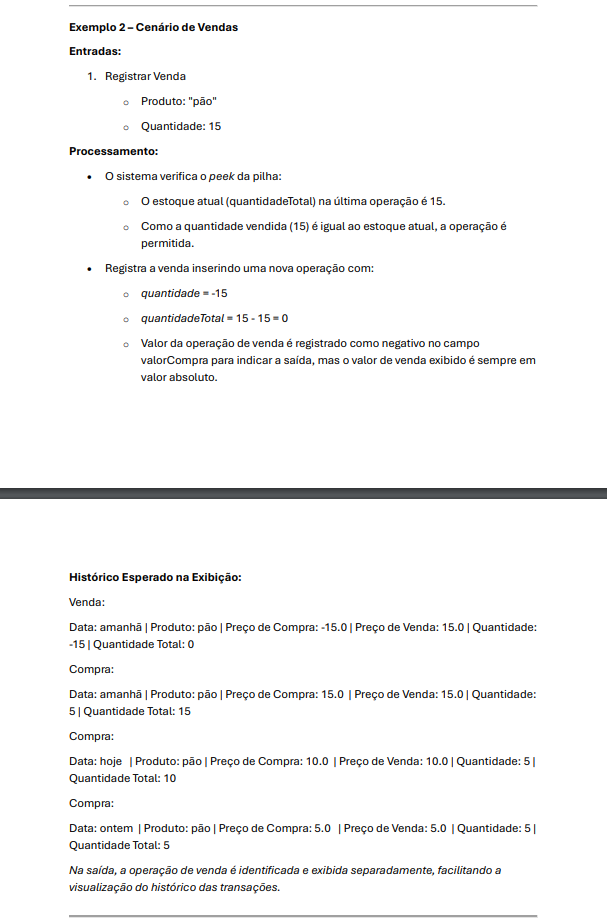 Exemplo 2 – Cenário de Vendas
Entradas:
1. Registrar Venda
o Produto: "pão"
o Quantidade: 15
Processamento:
• O sistema verifica o peek da pilha:
o O estoque atual (quantidadeTotal) na última operação é 15.
o Como a quantidade vendida (15) é igual ao estoque atual, a operação é
permitida.
• Registra a venda inserindo uma nova operação com:
o quantidade = -15
o quantidadeTotal = 15 - 15 = 0
o Valor da operação de venda é registrado como negativo no campo
valorCompra para indicar a saída, mas o valor de venda exibido é sempre em
valor absoluto.
Histórico Esperado na Exibição:
Venda:
Data: amanhã | Produto: pão | Preço de Compra: -15.0 | Preço de Venda: 15.0 | Quantidade:
-15 | Quantidade Total: 0
Compra:
Data: amanhã | Produto: pão | Preço de Compra: 15.0 | Preço de Venda: 15.0 | Quantidade:
5 | Quantidade Total: 15
Compra:
Data: hoje | Produto: pão | Preço de Compra: 10.0 | Preço de Venda: 10.0 | Quantidade: 5 |
Quantidade Total: 10
Compra:
Data: ontem | Produto: pão | Preço de Compra: 5.0 | Preço de Venda: 5.0 | Quantidade: 5 |
Quantidade Total: 5
Na saída, a operação de venda é identificada e exibida separadamente, facilitando a
visualização do histórico das transações.